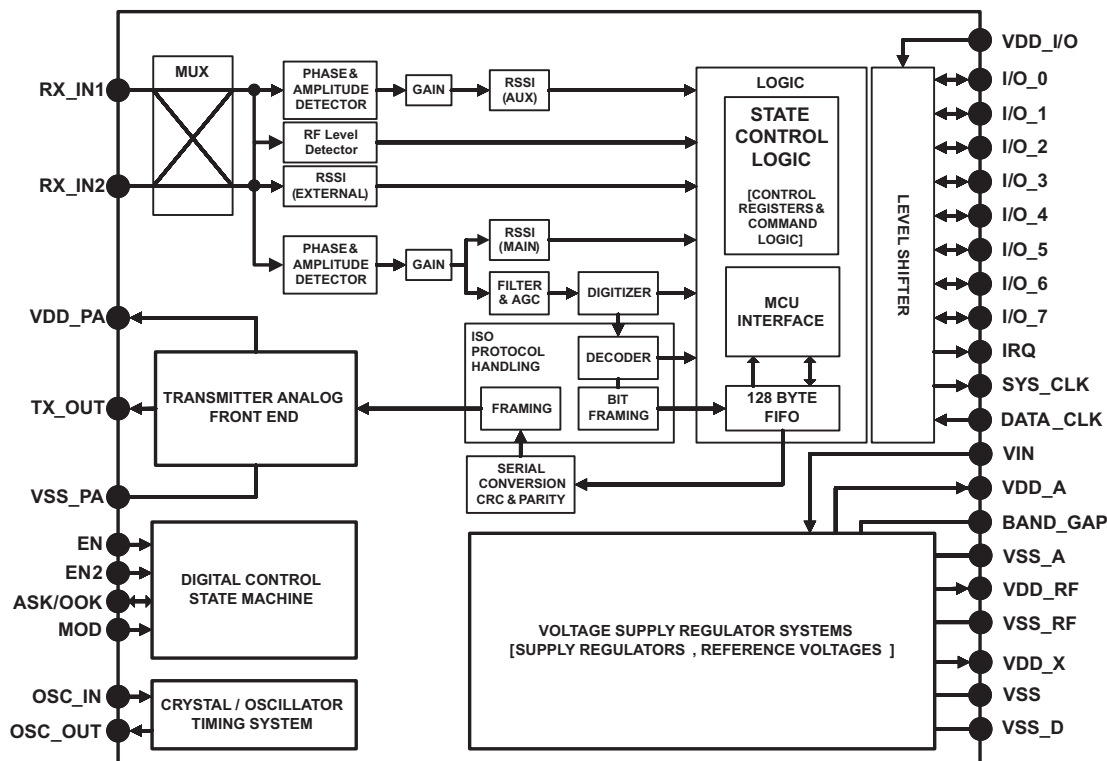 MUX
RX_IN1
RX_IN2
PHASE &
AMPLITUDE
DETECTOR
GAIN
RSSI
(AUX)
RF Level
Detector
RSSI
(EXTERNAL)
PHASE &
AMPLITUDE
DETECTOR
GAIN
RSSI
(MAIN)
FILTER
& AGC
DIGITIZER
ISO
PROTOCOL
HANDLING
DECODER
FRAMING
BIT
FRAMING
SERIAL
CONVERSION
CRC & PARITY
LOGIC
STATE
CONTROL
LOGIC
[CONTROL
REGISTERS &
COMMAND
LOGIC]
MCU
INTERFACE
128 BYTE
FIFO
LEVEL SHIFTER
VDD_I/O
I/O_0
I/O_1
I/O_2
I/O_3
I/O_4
I/O_5
I/O_6
I/O_7
IRQ
SYS_CLK
DATA_CLK
VIN
VDD_A
BAND_GAP
VSS_A
VDD_RF
VSS_RF
VDD_X
VSS
VSS_D
VDD_PA
TX_OUT
VSS_PA
TRANSMITTER ANALOG
FRONT END
EN
EN2
ASK/OOK
MOD
DIGITAL CONTROL
STATE MACHINE
OSC_IN
OSC_OUT
CRYSTAL / OSCILLATOR
TIMING SYSTEM
VOLTAGE SUPPLY REGULATOR SYSTEMS
[SUPPLY REGULATORS , REFERENCE VOLTAGES ]